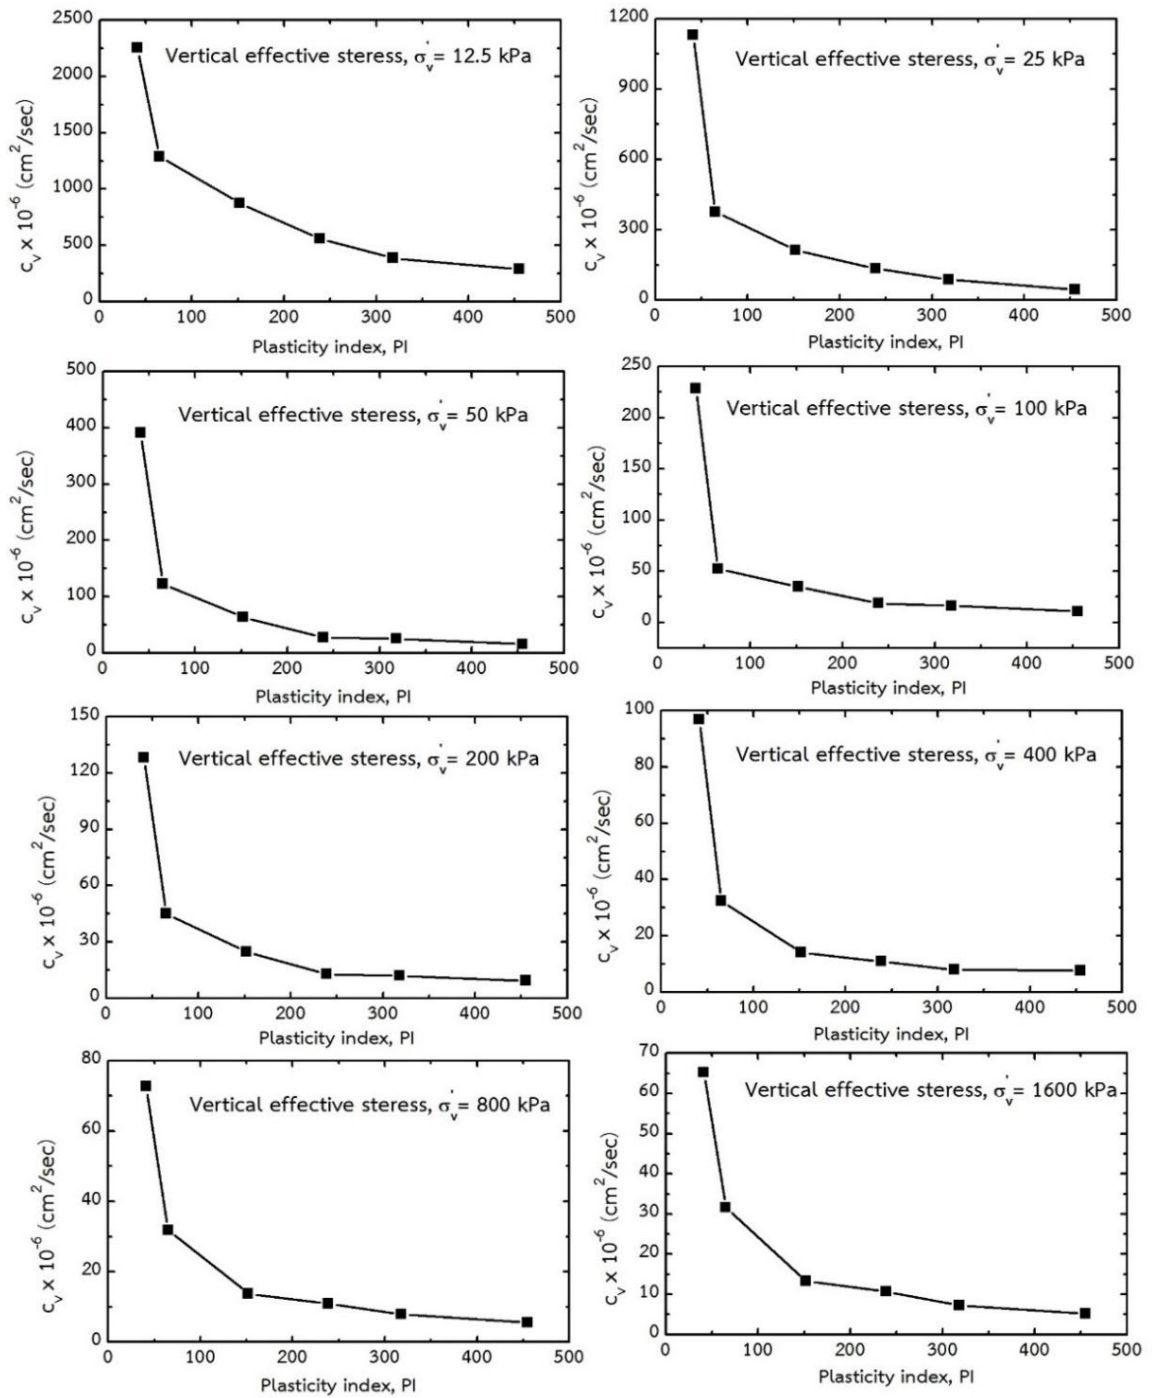 Vertical effective steress, σ'v= 12.5 kPa
cv x 10-6 (cm2/sec)
2500
2000
1500
1000
500
0
0 100 200 300 400 500
Plasticity index, PI
Vertical effective steress, σ'v= 25 kPa
cv x 10-6 (cm2/sec)
1200
900
600
300
0
0 100 200 300 400 500
Plasticity index, PI
Vertical effective steress, σ'v= 50 kPa
cv x 10-6 (cm2/sec)
500
400
300
200
100
0
0 100 200 300 400 500
Plasticity index, PI
Vertical effective steress, σ'v= 100 kPa
cv x 10-6 (cm2/sec)
250
200
150
100
50
0
0 100 200 300 400 500
Plasticity index, PI
Vertical effective steress, σ'v= 200 kPa
cv x 10-6 (cm2/sec)
150
120
90
60
30
0
0 100 200 300 400 500
Plasticity index, PI
Vertical effective steress, σ'v= 400 kPa
cv x 10-6 (cm2/sec)
100
80
60
40
20
0
0 100 200 300 400 500
Plasticity index, PI
Vertical effective steress, σ'v= 800 kPa
cv x 10-6 (cm2/sec)
80
60
40
20
0
0 100 200 300 400 500
Plasticity index, PI
Vertical effective steress, σ'v= 1600 kPa
cv x 10-6 (cm2/sec)
70
60
50
40
30
20
10
0
0 100 200 300 400 500
Plasticity index, PI